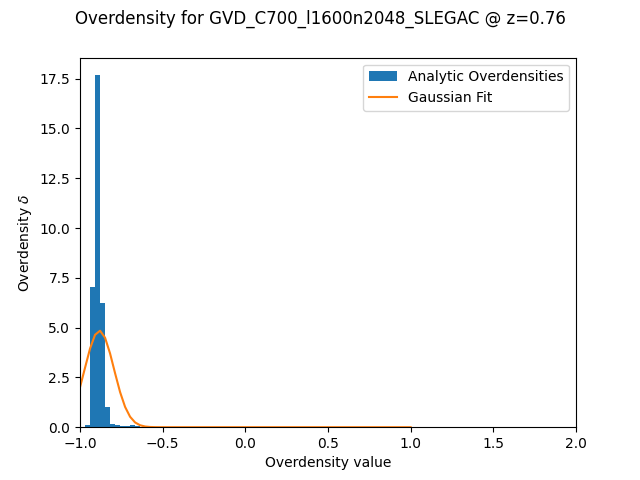 Overdensity for GVD_C700_l1600n2048_SLEGAC @ z=0.76
Analytic Overdensities
Gaussian Fit
Overdensity δ
17.5
15.0
12.5
10.0
7.5
5.0
2.5
0.0
−1.0 −0.5 0.0 0.5 1.0 1.5 2.0
Overdensity value